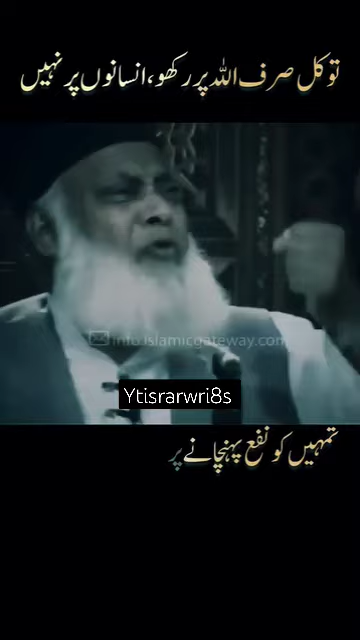 توکل صرف اللہ پر رکھو، انسانوں پر نہیں
info.islamicgateway.com
Ytisrarwri8s
تمہیں کو نفع پہنچانے پر